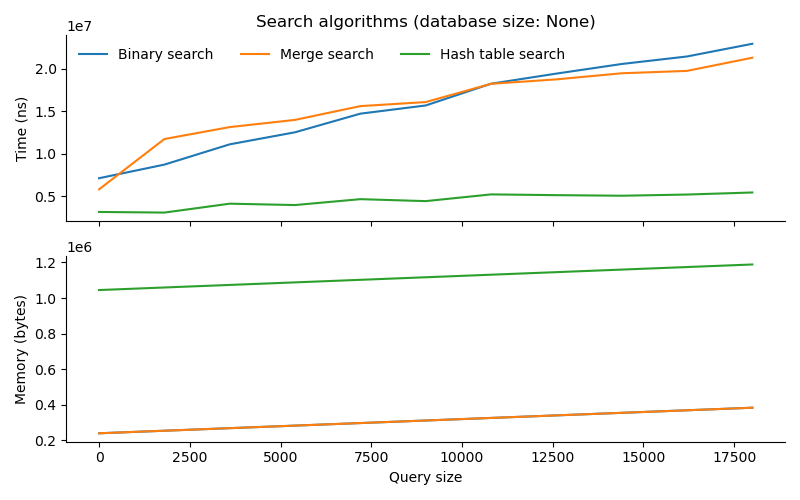 Search algorithms (database size: None)
1e7
Binary search
Merge search
Hash table search
2.0
1.5
1.0
0.5
Time (ns)
1e6
1.2
1.0
0.8
0.6
0.4
0.2
Memory (bytes)
0 2500 5000 7500 10000 12500 15000 17500
Query size